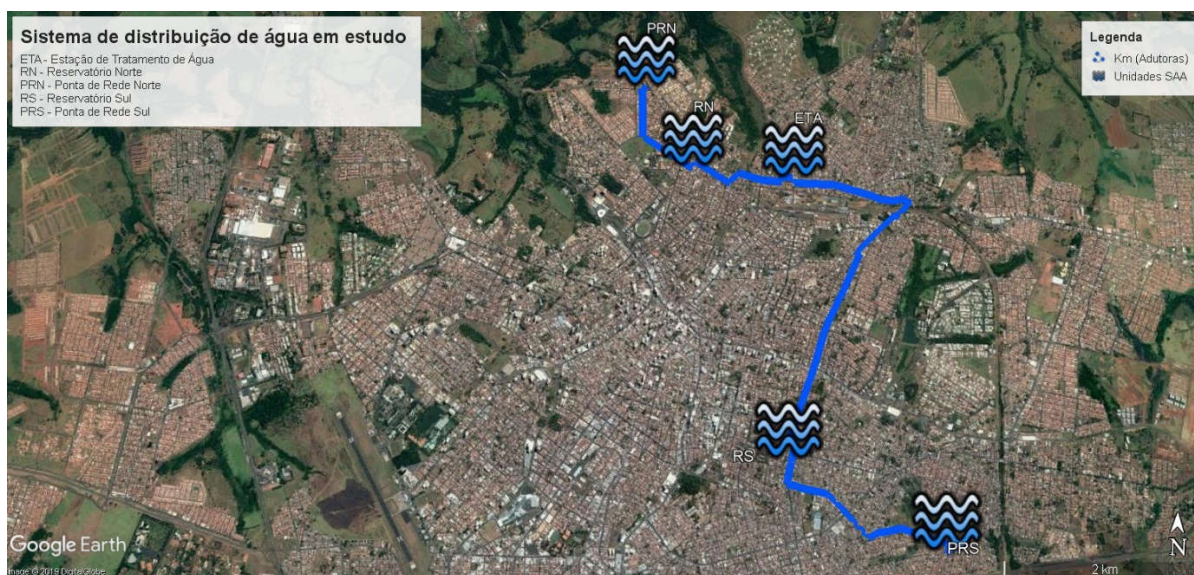 Sistema de distribuição de água em estudo
ETA - Estação de Tratamento de Água
RN - Reservatório Norte
PRN - Ponta de Rede Norte
RS - Reservatório Sul
PRS - Ponta de Rede Sul
Legenda
Km (Adutoras)
Unidades SAA
PRN
RN
ETA
RS
PRS
Google Earth
Image © 2019 DigitalGlobe
N
2 km